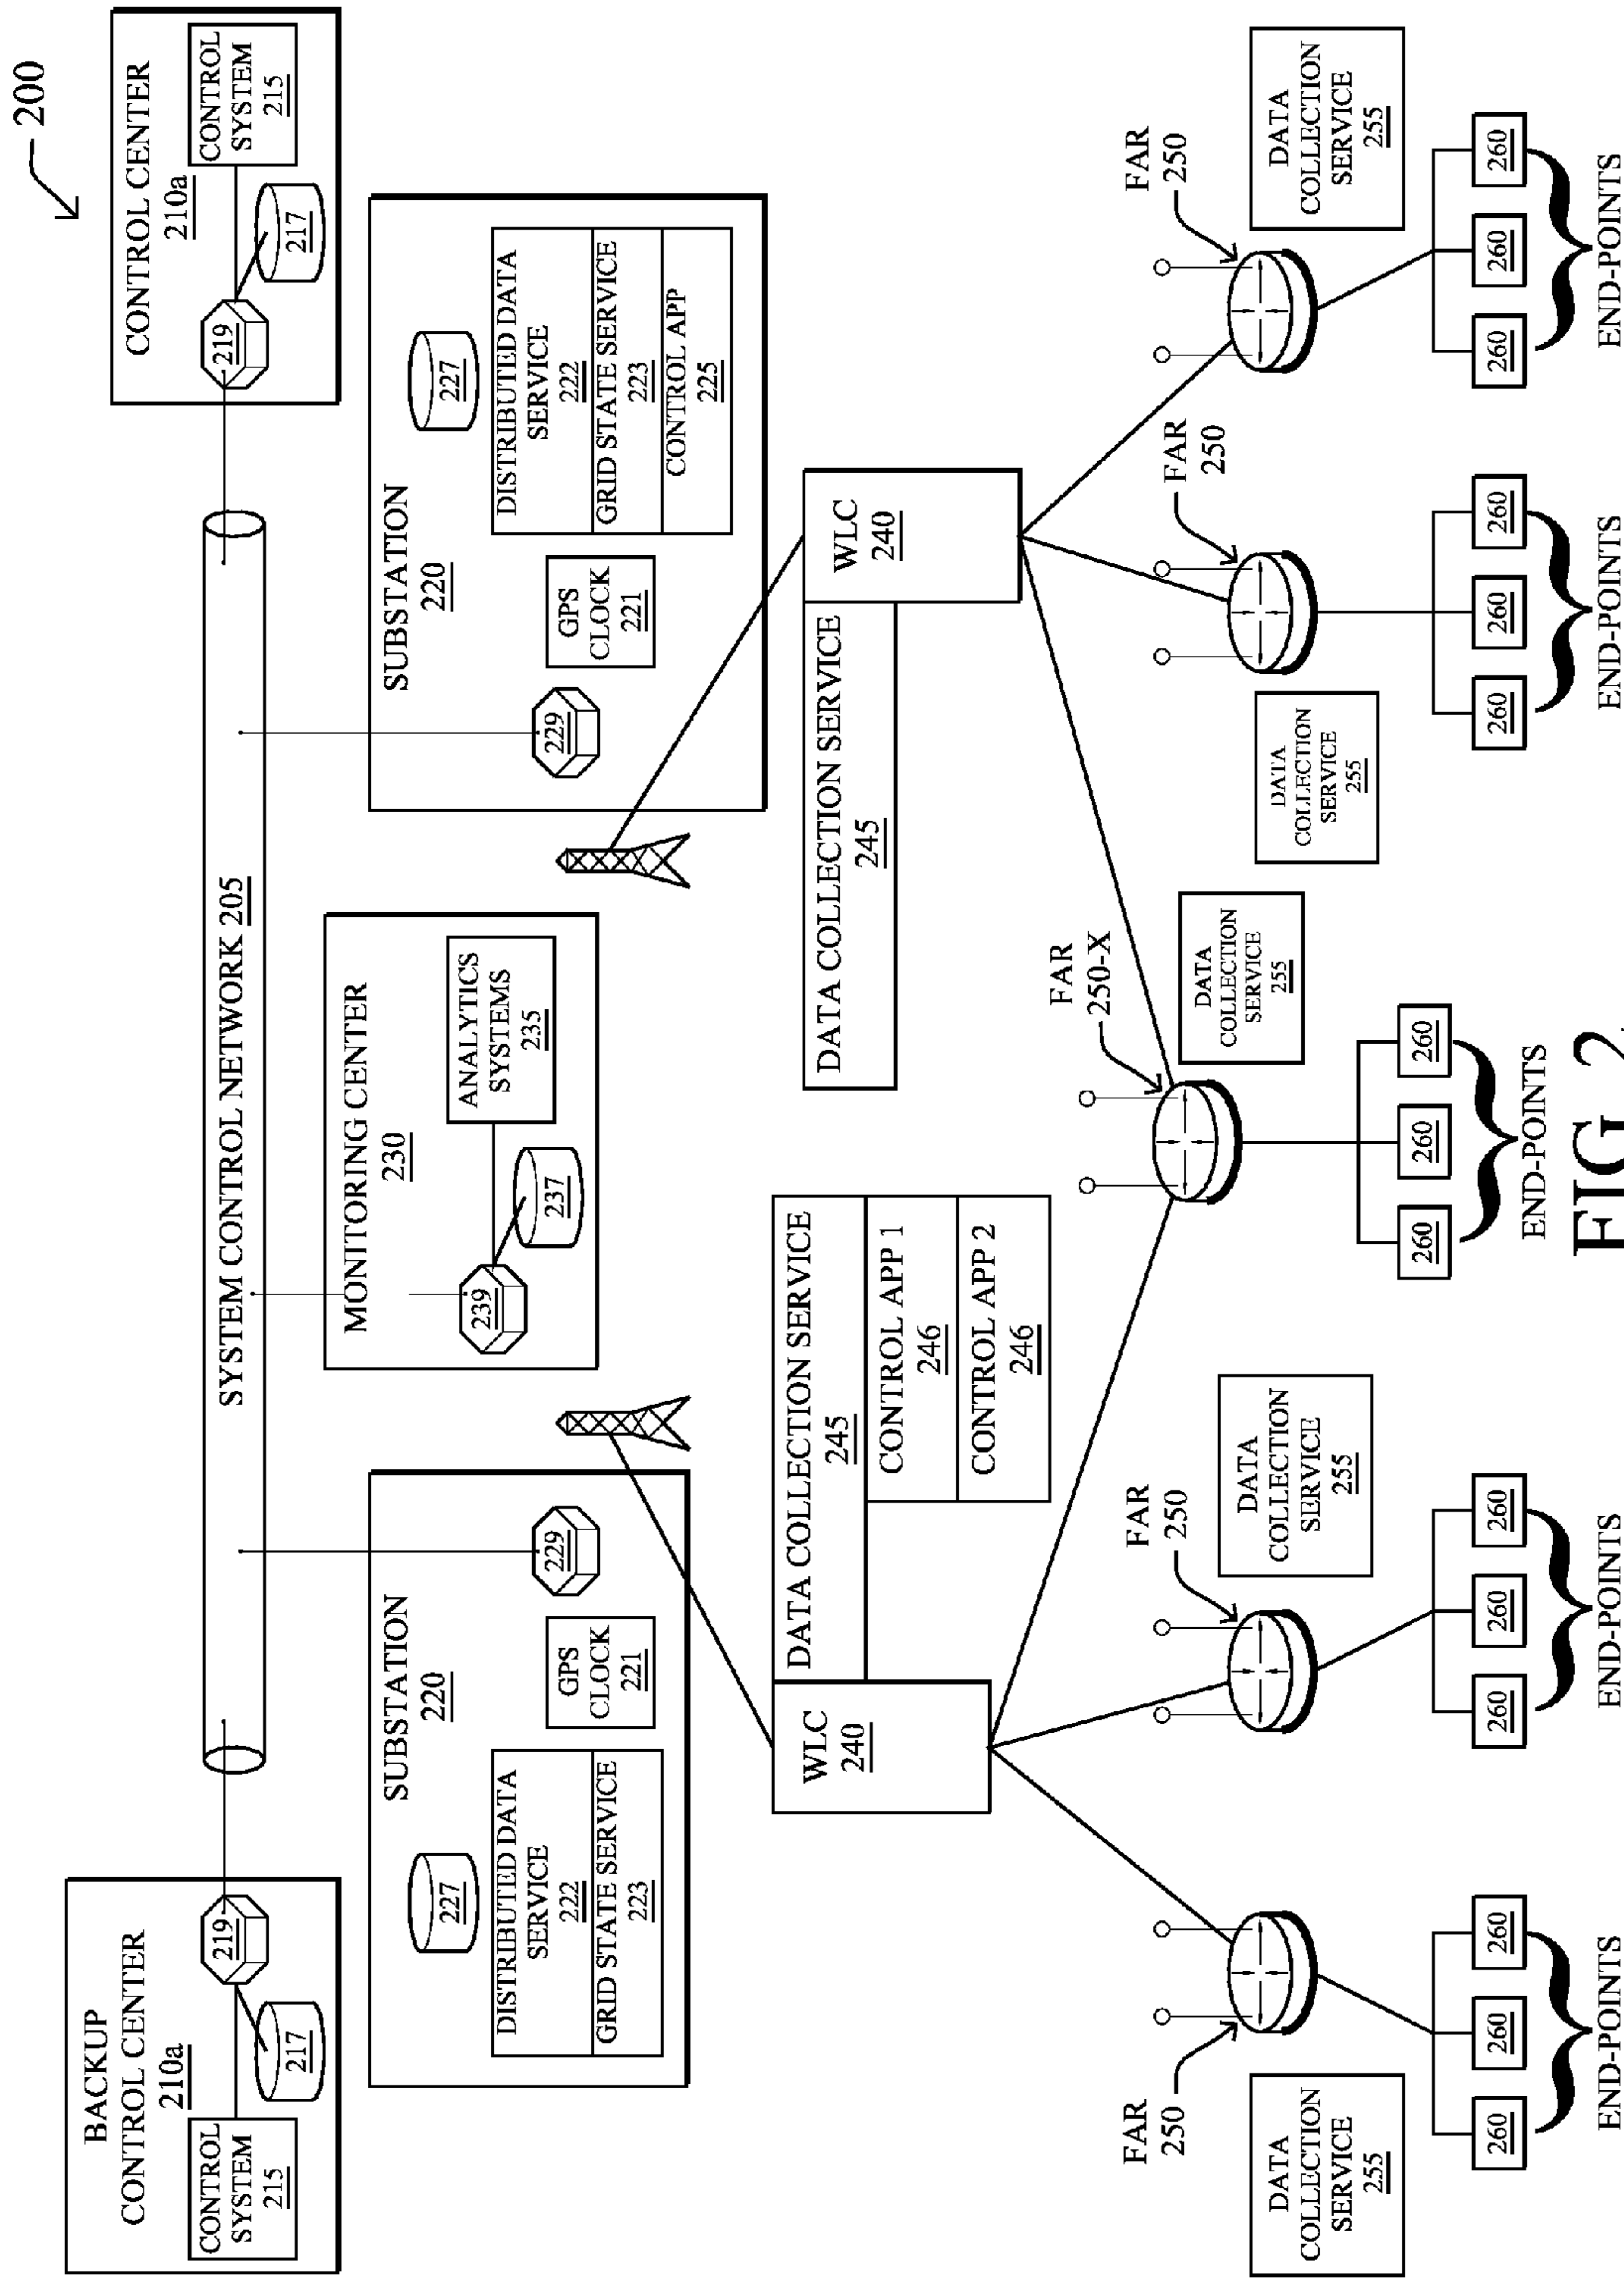 200
BACKUP
CONTROL CENTER
210a
CONTROL
SYSTEM
215
217
219
SYSTEM CONTROL NETWORK 205
CONTROL CENTER
210a
219
217
CONTROL
SYSTEM
215
SUBSTATION
220
227
DISTRIBUTED DATA
SERVICE
222
GRID STATE SERVICE
223
GPS
CLOCK
221
229
MONITORING CENTER
230
239
237
ANALYTICS
SYSTEMS
235
SUBSTATION
220
229
GPS
CLOCK
221
227
DISTRIBUTED DATA
SERVICE
222
GRID STATE SERVICE
223
CONTROL APP
225
WLC
240
DATA COLLECTION SERVICE
245
CONTROL APP 1
246
CONTROL APP 2
246
DATA COLLECTION SERVICE
245
WLC
240
FAR
250
DATA
COLLECTION
SERVICE
255
260
260
260
END-POINTS
FAR
250
DATA
COLLECTION
SERVICE
255
260
260
260
END-POINTS
FAR
250-X
DATA
COLLECTION
SERVICE
255
260
260
260
END-POINTS
DATA
COLLECTION
SERVICE
255
FAR
250
260
260
260
END-POINTS
FAR
250
DATA
COLLECTION
SERVICE
255
260
260
260
END-POINTS
FIG. 2